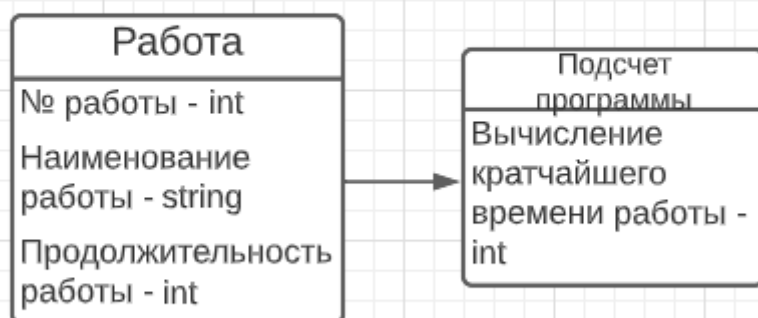 Работа
№ работы - int
Наименование
работы - string
Продолжительность
работы - int
Подсчет
программы
Вычисление
кратчайшего
времени работы -
int